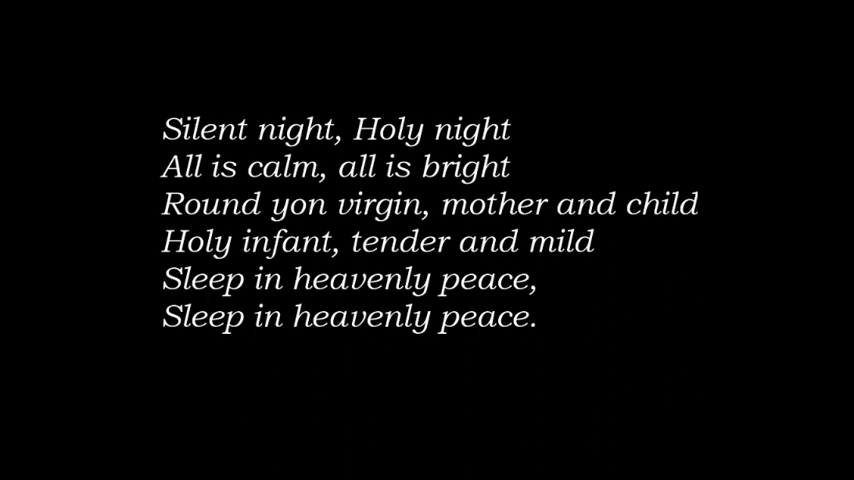 Silent night, Holy night
All is calm, all is bright
Round yon virgin, mother and child
Holy infant, tender and mild
Sleep in heavenly peace,
Sleep in heavenly peace.